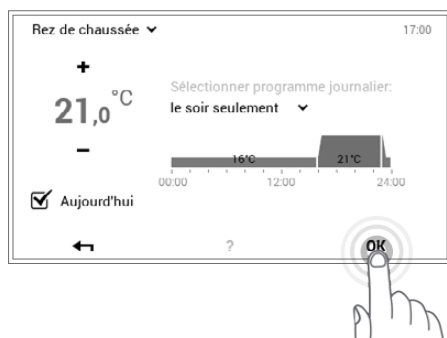 Rez de chaussée
17:00
+
21,0°C
−
Sélectionner programme journalier:
le soir seulement
16°C
21°C
00:00 12:00 24:00
Aujourd'hui
?
OK